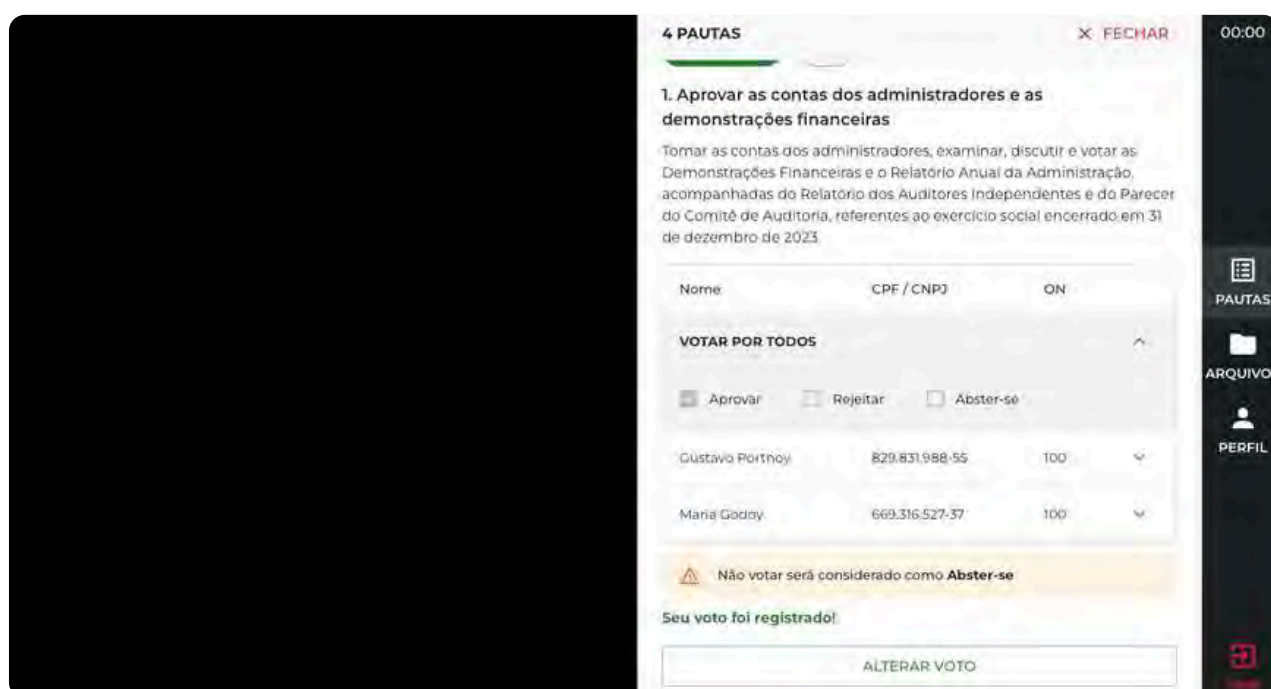 4 PAUTAS
× FECHAR
00:00
1. Aprovar as contas dos administradores e as
demonstrações financeiras
Tomar as contas dos administradores, examinar, discutir e votar as
Demonstrações Financeiras e o Relatório Anual da Administração,
acompanhadas do Relatório dos Auditores Independentes e do Parecer
do Comitê de Auditoria, referentes ao exercício social encerrado em 31
de dezembro de 2023
Nome CPF / CNPJ ON
VOTAR POR TODOS
Aprovar Rejeitar Abster-se
Gustavo Portnoy 829.831.988-55 100
Maria Godoy 669.316.527-37 100
Não votar será considerado como Abster-se
Seu voto foi registrado!
ALTERAR VOTO
PAUTAS
ARQUIVO
PERFIL